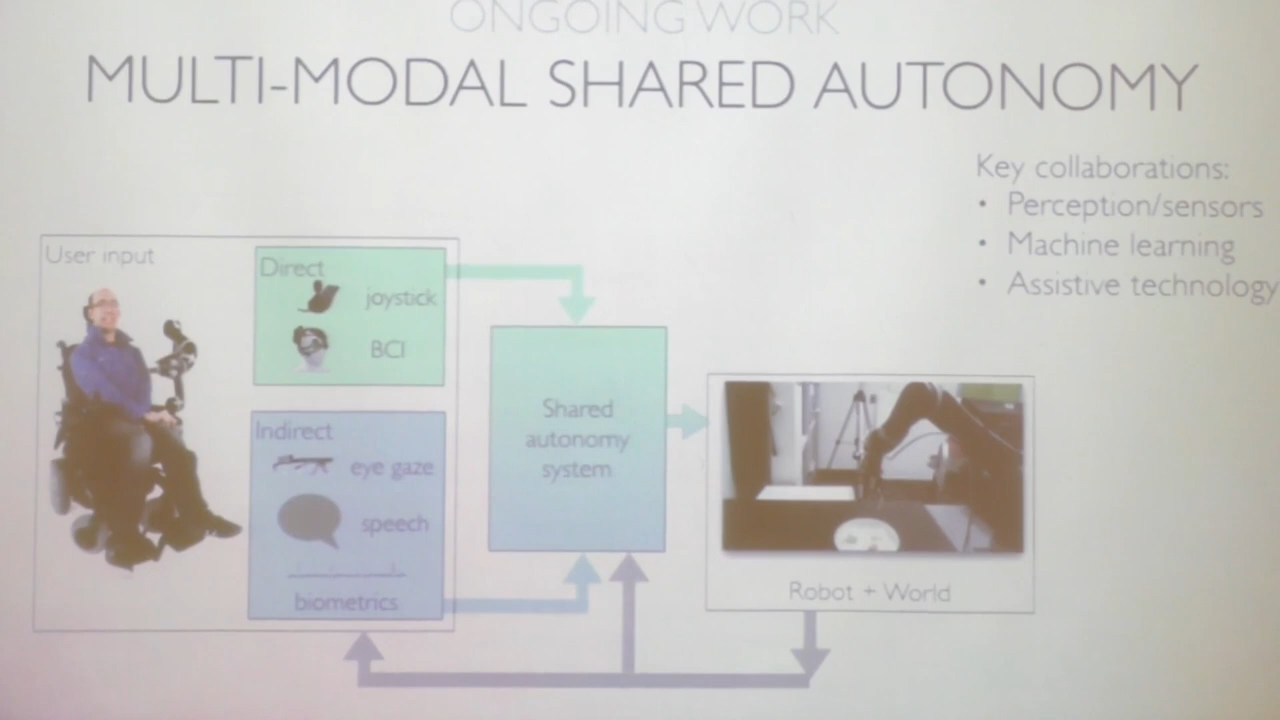 ONGOING WORK
MULTI-MODAL SHARED AUTONOMY
Key collaborations:
• Perception/sensors
• Machine learning
• Assistive technology
User input
Direct
joystick
BCI
Indirect
eye gaze
speech
biometrics
Shared
autonomy
system
Robot + World